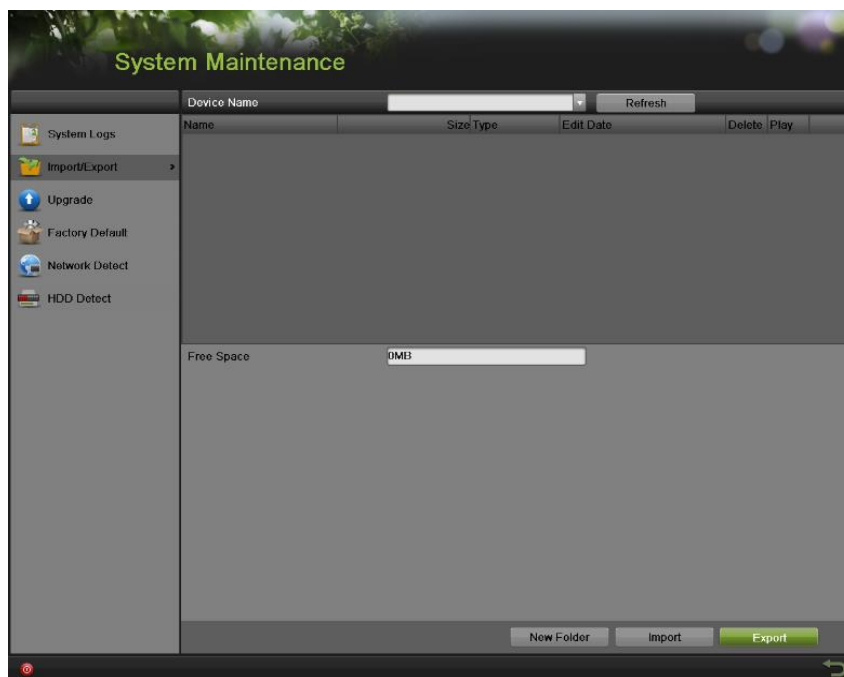 System Maintenance
Device Name Refresh
Name Size Type Edit Date Delete Play
System Logs
Import/Export
Upgrade
Factory Default
Network Detect
HDD Detect
Free Space 0MB
New Folder Import Export